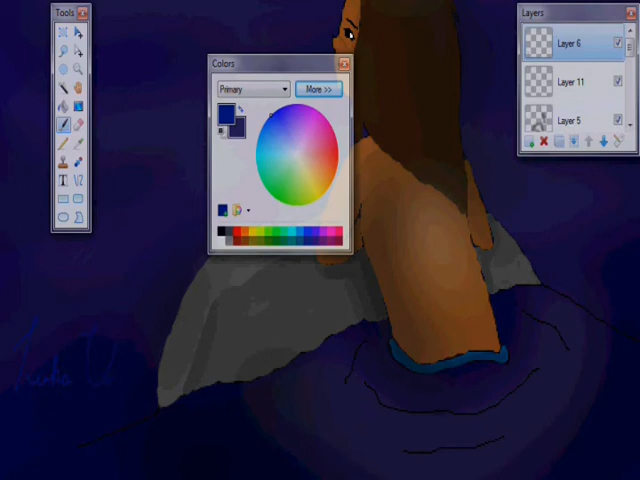 Tools
Layers
Colors
Layer 6
Primary
More >>
Layer 11
Layer 5